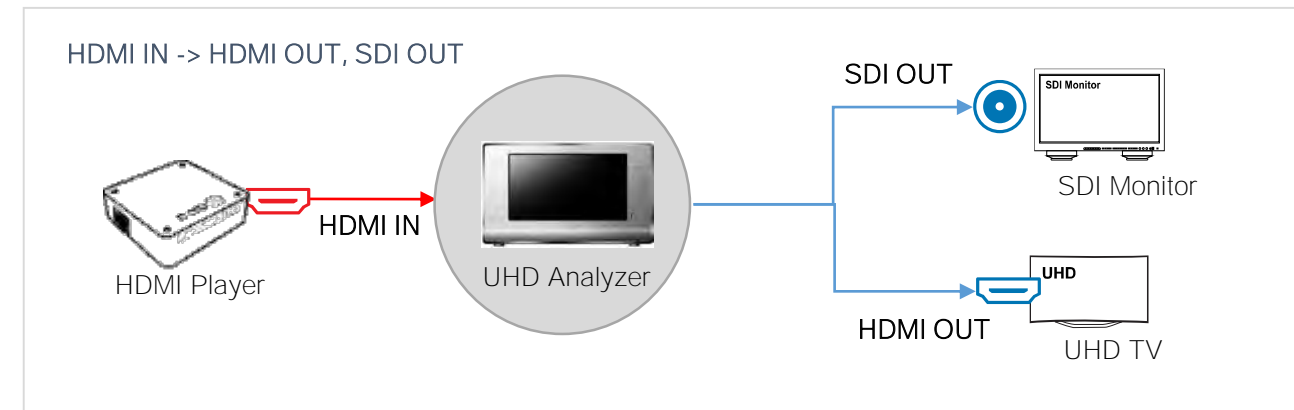 HDMI IN -> HDMI OUT, SDI OUT
SDI OUT
SDI Monitor
SDI Monitor
HDMI IN
HDMI Player
UHD Analyzer
UHD
HDMI OUT
UHD TV